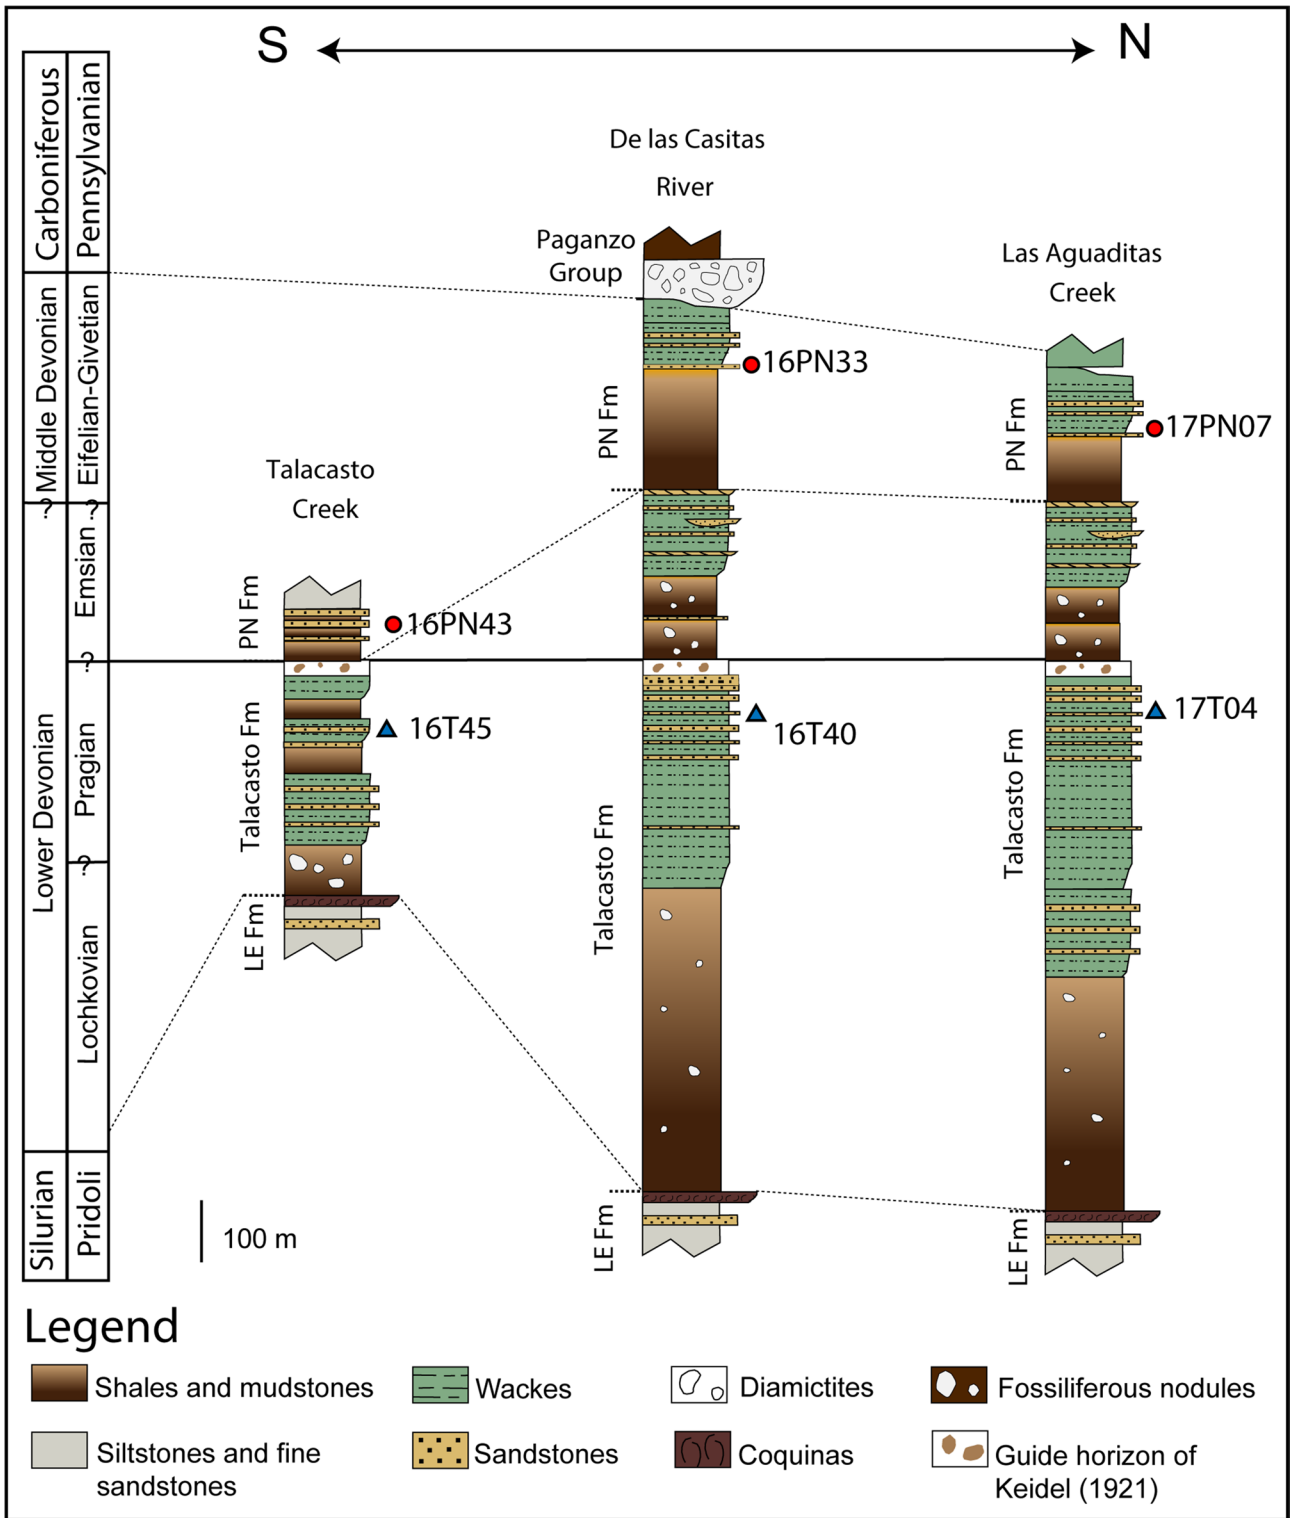 S
N
Carboniferous
Pennsylvanian
Middle Devonian
Eifelian-Givetian
?
?
Lower Devonian
Emsian
?
Pragian
?
Lochkovian
Silurian
Pridoli
Talacasto
Creek
PN Fm
16PN43
Talacasto Fm
16T45
LE Fm
De las Casitas
River
Paganzo
Group
16PN33
PN Fm
16T40
Talacasto Fm
LE Fm
Las Aguaditas
Creek
17PN07
PN Fm
17T04
Talacasto Fm
LE Fm
100 m
Legend
Shales and mudstones
Wackes
Diamictites
Fossiliferous nodules
Siltstones and fine
sandstones
Sandstones
Coquinas
Guide horizon of
Keidel (1921)